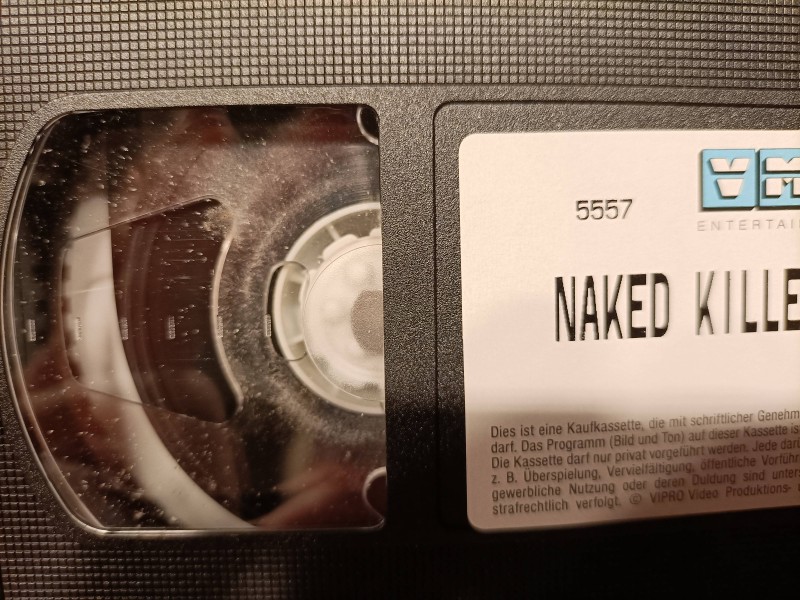 5557
VM
ENTERTAI
NAKED KILLE
Dies ist eine Kaufkassette, die mit schriftlicher Genehm
darf. Das Programm (Bild und Ton) auf dieser Kassette is
Die Kassette darf nur privat vorgeführt werden. Jede
z. B. Überspielung, Vervielfältigung, öffentliche Vorführ
gewerbliche Nutzung oder deren Duldung sind unter
strafrechtlich verfolgt. © VIPRO Video Produktions-